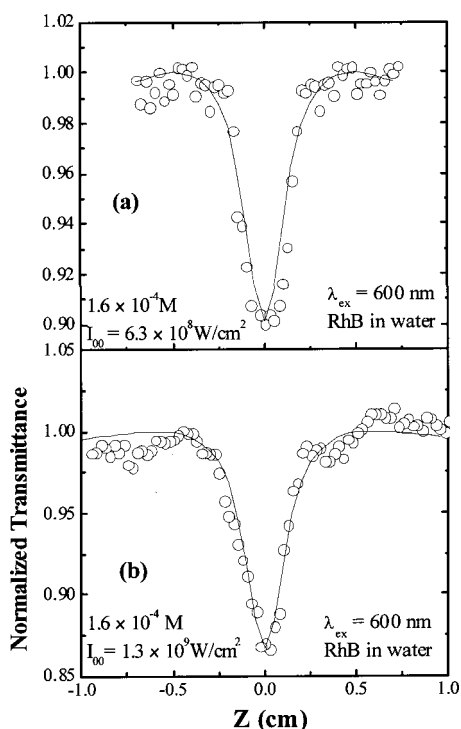 1.02
1.00
0.98
0.96
0.94
0.92
0.90
(a)
1.6 × 10⁻⁴M
I₀₀ = 6.3 × 10⁸W/cm²
λₑₓ = 600 nm
RhB in water
1.05
1.00
0.95
0.90
0.85
(b)
1.6 × 10⁻⁴ M
I₀₀ = 1.3 × 10⁹W/cm²
λₑₓ = 600 nm
RhB in water
Normalized Transmittance
-1.0 -0.5 0.0 0.5 1.0
Z (cm)